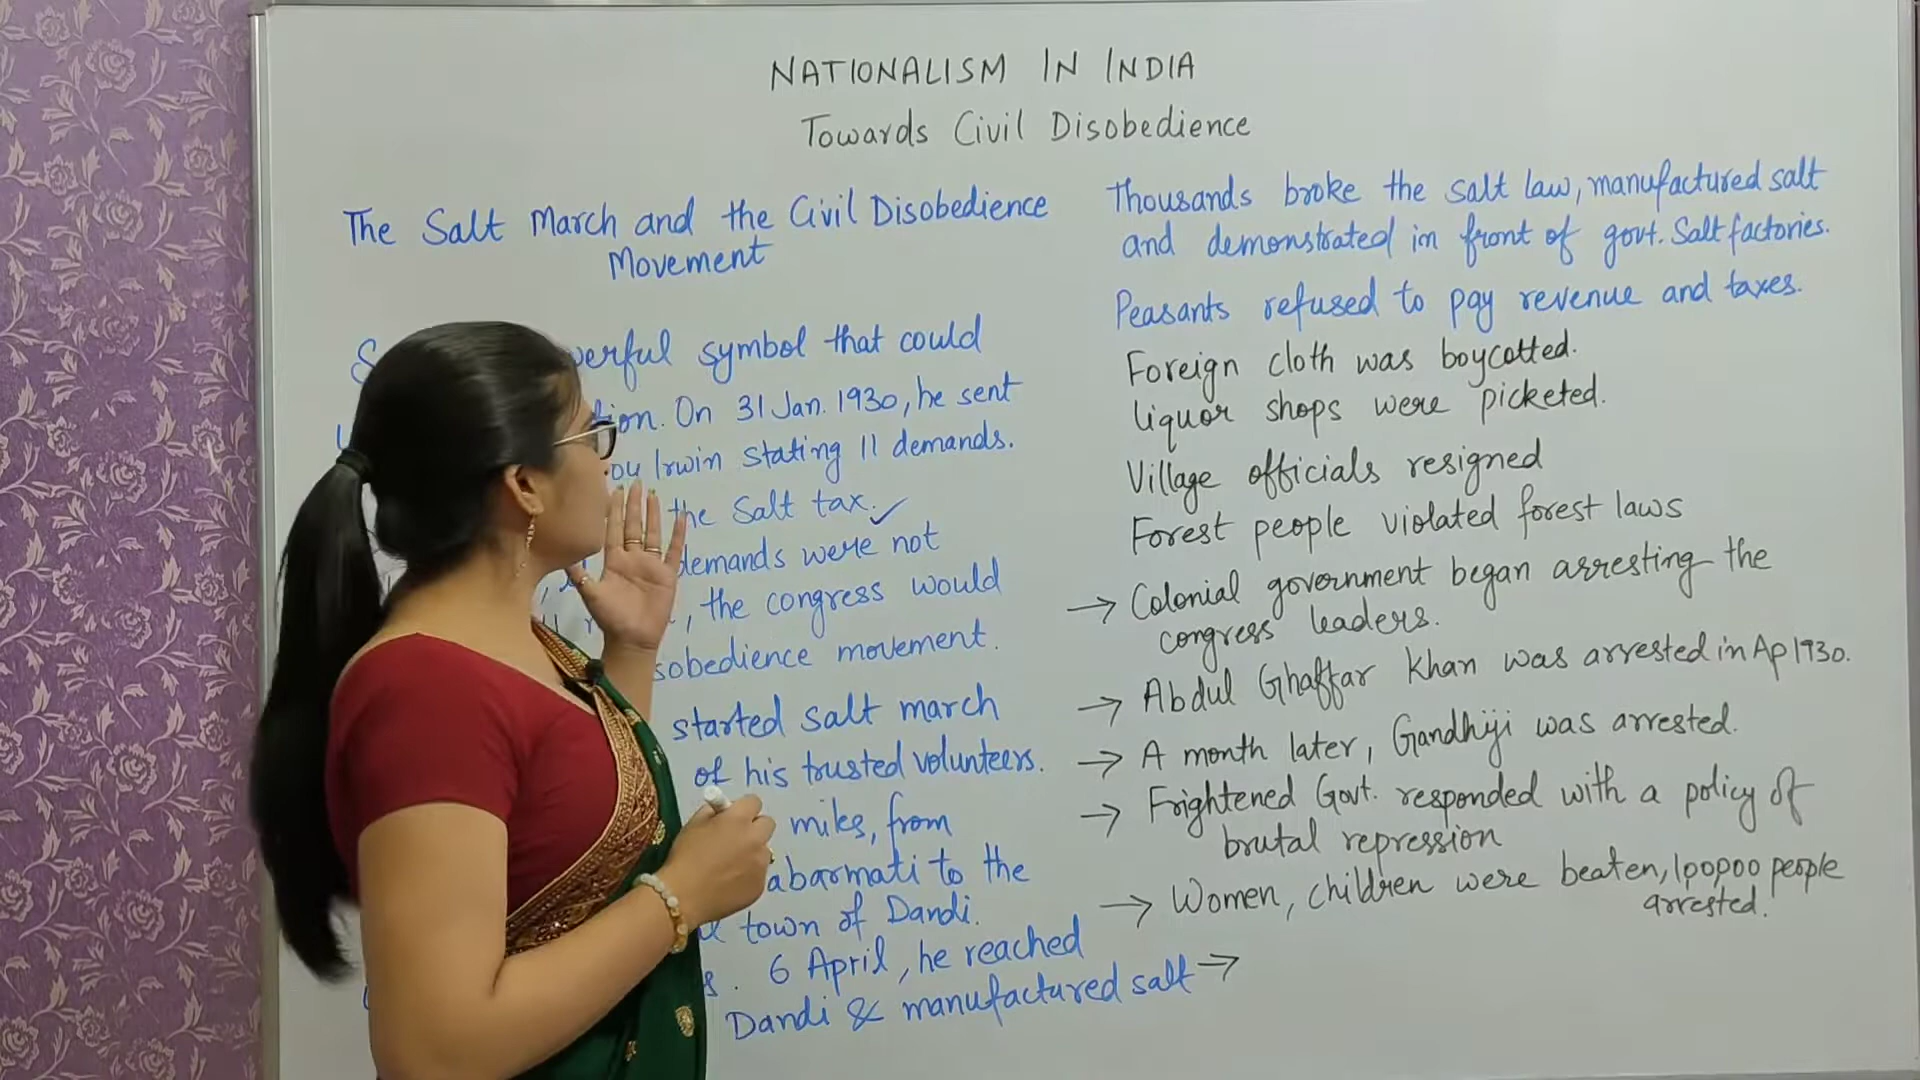 NATIONALISM IN INDIA
Towards Civil Disobedience
The Salt March and the Civil Disobedience
Movement
symbol that could
On 31 Jan. 1930, he sent
Irwin stating 11 demands.
the Salt tax.
demands were not
, the congress would
movement.
started salt march
of his trusted volunteers.
miles, from
to the
town of Dandi.
6 April, he reached
Dandi & manufactured salt →
Thousands broke the salt law, manufactured salt
and demonstrated in front of govt. Salt factories.
Peasants refused to pay revenue and taxes.
Foreign cloth was boycotted.
liquor shops were picketed.
Village officials resigned
Forest people violated forest laws
→ Colonial government began arresting the
congress leaders.
→ Abdul Ghaffar Khan was arrested in Ap 1930.
→ A month later, Gandhiji was arrested.
→ Frightened Govt. responded with a policy of
brutal repression
→ Women, children were beaten, 1,00,000 people
arrested.